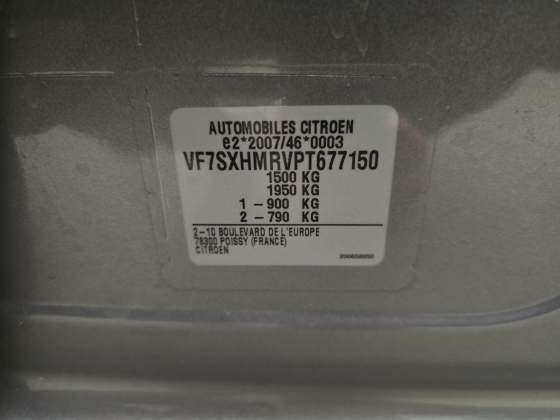 AUTOMOBILES CITROEN
e2*2007/46*0003
VF7SXHMRVPT677150
1500 KG
1950 KG
1 - 900 KG
2 - 790 KG
2-10 BOULEVARD DE L'EUROPE
78300 POISSY (FRANCE)
CITROEN